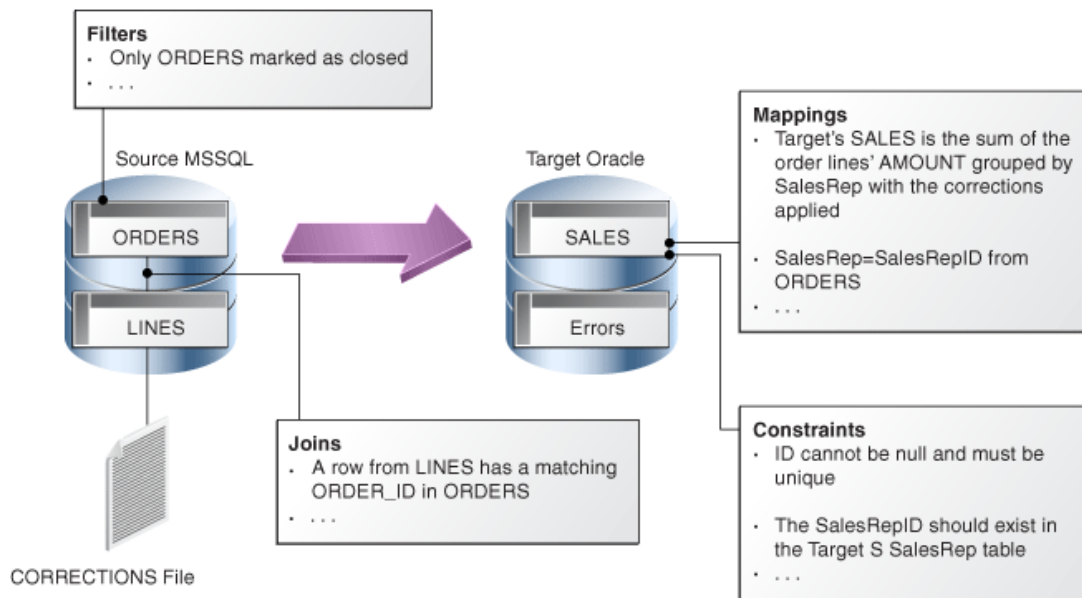 Filters
· Only ORDERS marked as closed
· . . .
Source MSSQL
Target Oracle
ORDERS
LINES
SALES
Errors
Mappings
· Target's SALES is the sum of the
order lines' AMOUNT grouped by
SalesRep with the corrections
applied
· SalesRep=SalesRepID from
ORDERS
· . . .
Joins
· A row from LINES has a matching
ORDER_ID in ORDERS
· . . .
Constraints
· ID cannot be null and must be
unique
· The SalesRepID should exist in
the Target S SalesRep table
· . . .
CORRECTIONS File